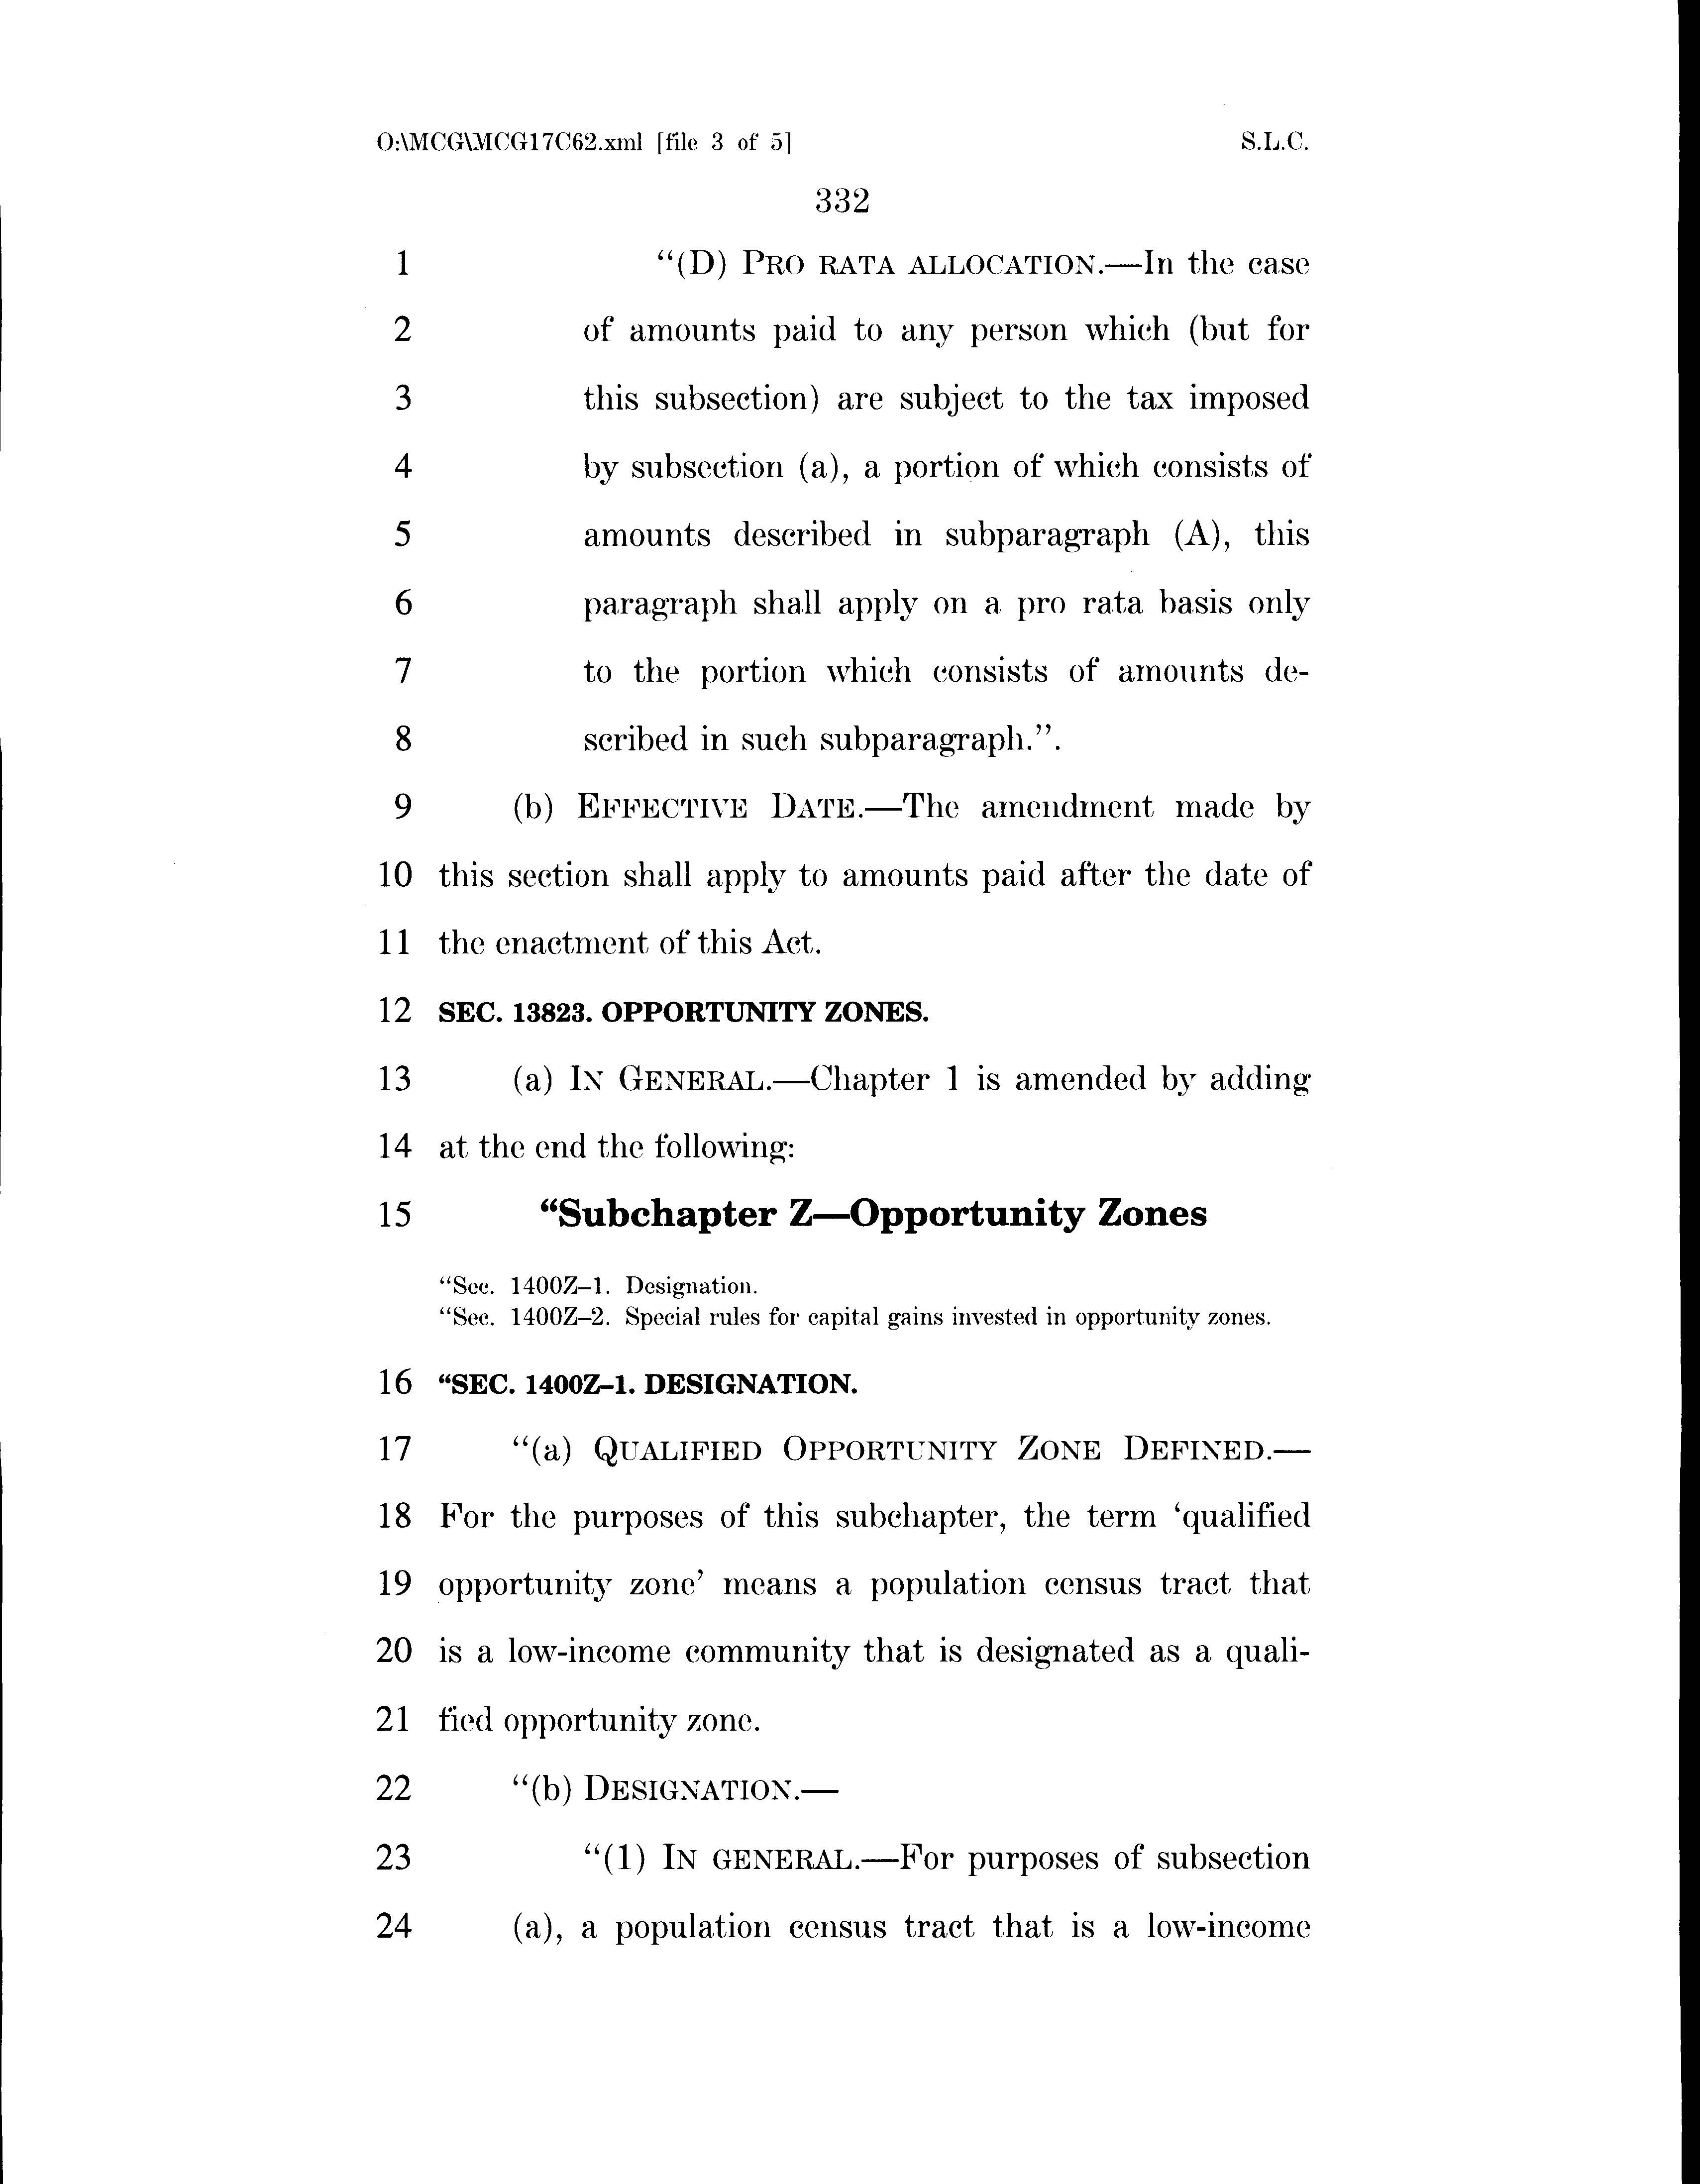 O:\MCG\MCG17C62.xml [file 3 of 5] S.L.C.
332
1 “(D) PRO RATA ALLOCATION.—In the case
2 of amounts paid to any person which (but for
3 this subsection) are subject to the tax imposed
4 by subsection (a), a portion of which consists of
5 amounts described in subparagraph (A), this
6 paragraph shall apply on a pro rata basis only
7 to the portion which consists of amounts de-
8 scribed in such subparagraph.”.
9 (b) EFFECTIVE DATE.—The amendment made by
10 this section shall apply to amounts paid after the date of
11 the enactment of this Act.
12 SEC. 13823. OPPORTUNITY ZONES.
13 (a) IN GENERAL.—Chapter 1 is amended by adding
14 at the end the following:
15 “Subchapter Z—Opportunity Zones
“Sec. 1400Z–1. Designation.
“Sec. 1400Z–2. Special rules for capital gains invested in opportunity zones.
16 “SEC. 1400Z–1. DESIGNATION.
17 “(a) QUALIFIED OPPORTUNITY ZONE DEFINED.—
18 For the purposes of this subchapter, the term ‘qualified
19 opportunity zone’ means a population census tract that
20 is a low-income community that is designated as a quali-
21 fied opportunity zone.
22 “(b) DESIGNATION.—
23 “(1) IN GENERAL.—For purposes of subsection
24 (a), a population census tract that is a low-income